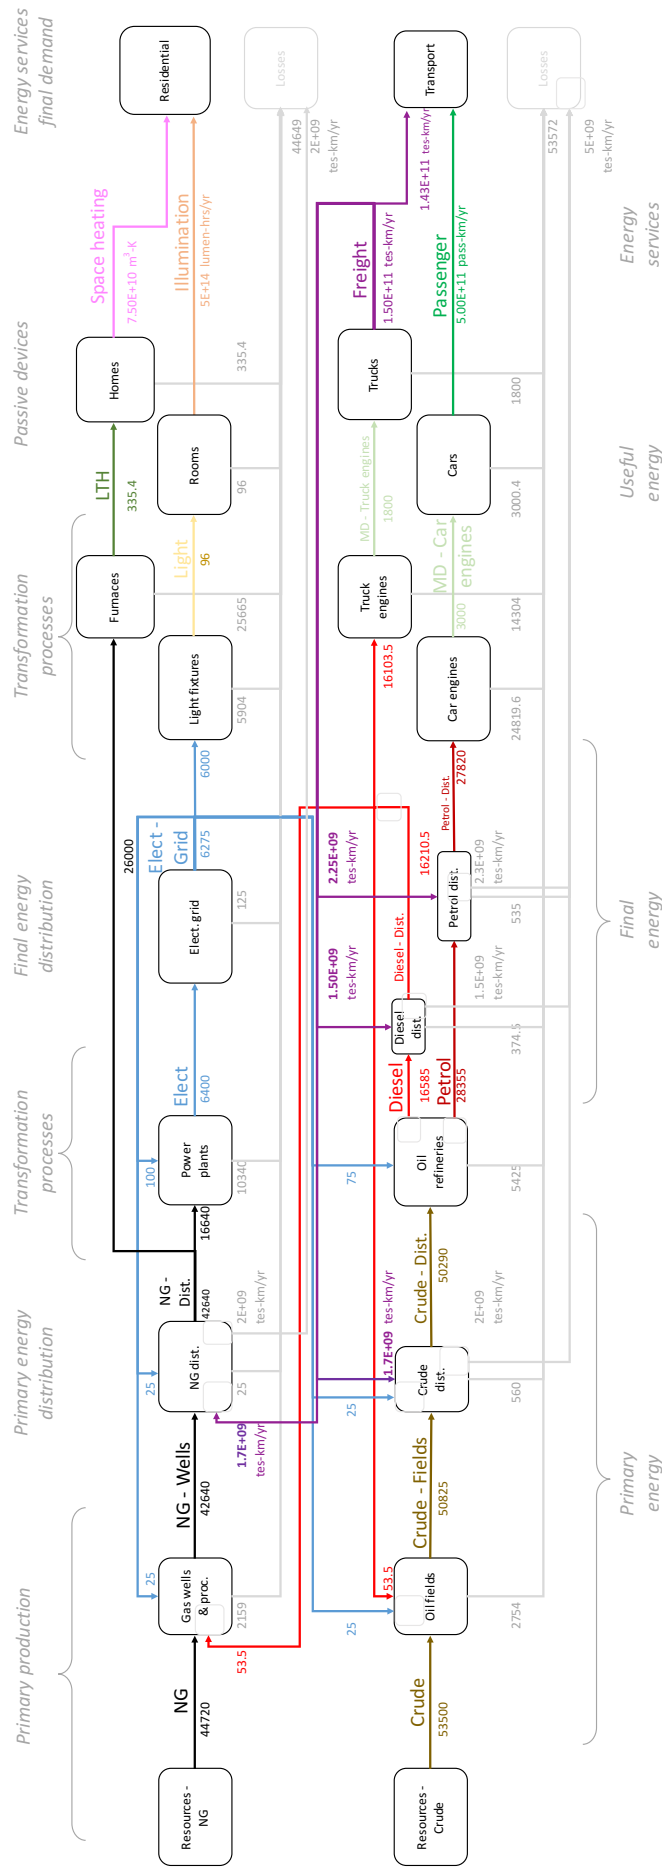 Primary production
Primary energy
distribution
Transformation
processes
Final energy
distribution
Transformation
processes
Passive devices
Energy services
final demand
Resources -
NG
NG
44720
Gas wells
& proc.
25
53.5
2159
NG - Wells
42640
NG dist.
25
1.7E+09
tes-km/yr
25
2E+09
tes-km/yr
NG -
Dist.
42640
16640
Power
plants
100
10340
Elect
6400
Elect. grid
125
Elect -
Grid
6275
26000
6000
Light fixtures
5904
Furnaces
25665
Light
96
LTH
335.4
Rooms
96
Homes
335.4
Space heating
7.50E+10 m³-K
Illumination
5E+14 lumen-hrs/yr
Residential
Losses
44649
2E+09
tes-km/yr
Resources -
Crude
Crude
53500
Oil fields
25
53.5
2754
Crude - Fields
50825
Crude
dist.
25
1.7E+09
tes-km/yr
560
2E+09
tes-km/yr
Crude - Dist.
50290
Oil
refineries
75
5425
Diesel
16585
Petrol
28355
Diesel
dist.
1.50E+09
tes-km/yr
374.5
1.5E+09
tes-km/yr
Diesel - Dist.
16210.5
Petrol dist.
2.25E+09
tes-km/yr
535
2.3E+09
tes-km/yr
Petrol - Dist.
27820
16103.5
Car engines
24819.6
Truck
engines
14304
MD - Car
engines
3000
MD - Truck engines
1800
Cars
3000.4
Trucks
1800
Freight
1.50E+11 tes-km/yr
1.43E+11 tes-km/yr
Passenger
5.00E+11 pass-km/yr
Transport
Losses
53572
5E+09
tes-km/yr
Primary
energy
Final
energy
Useful
energy
Energy
services